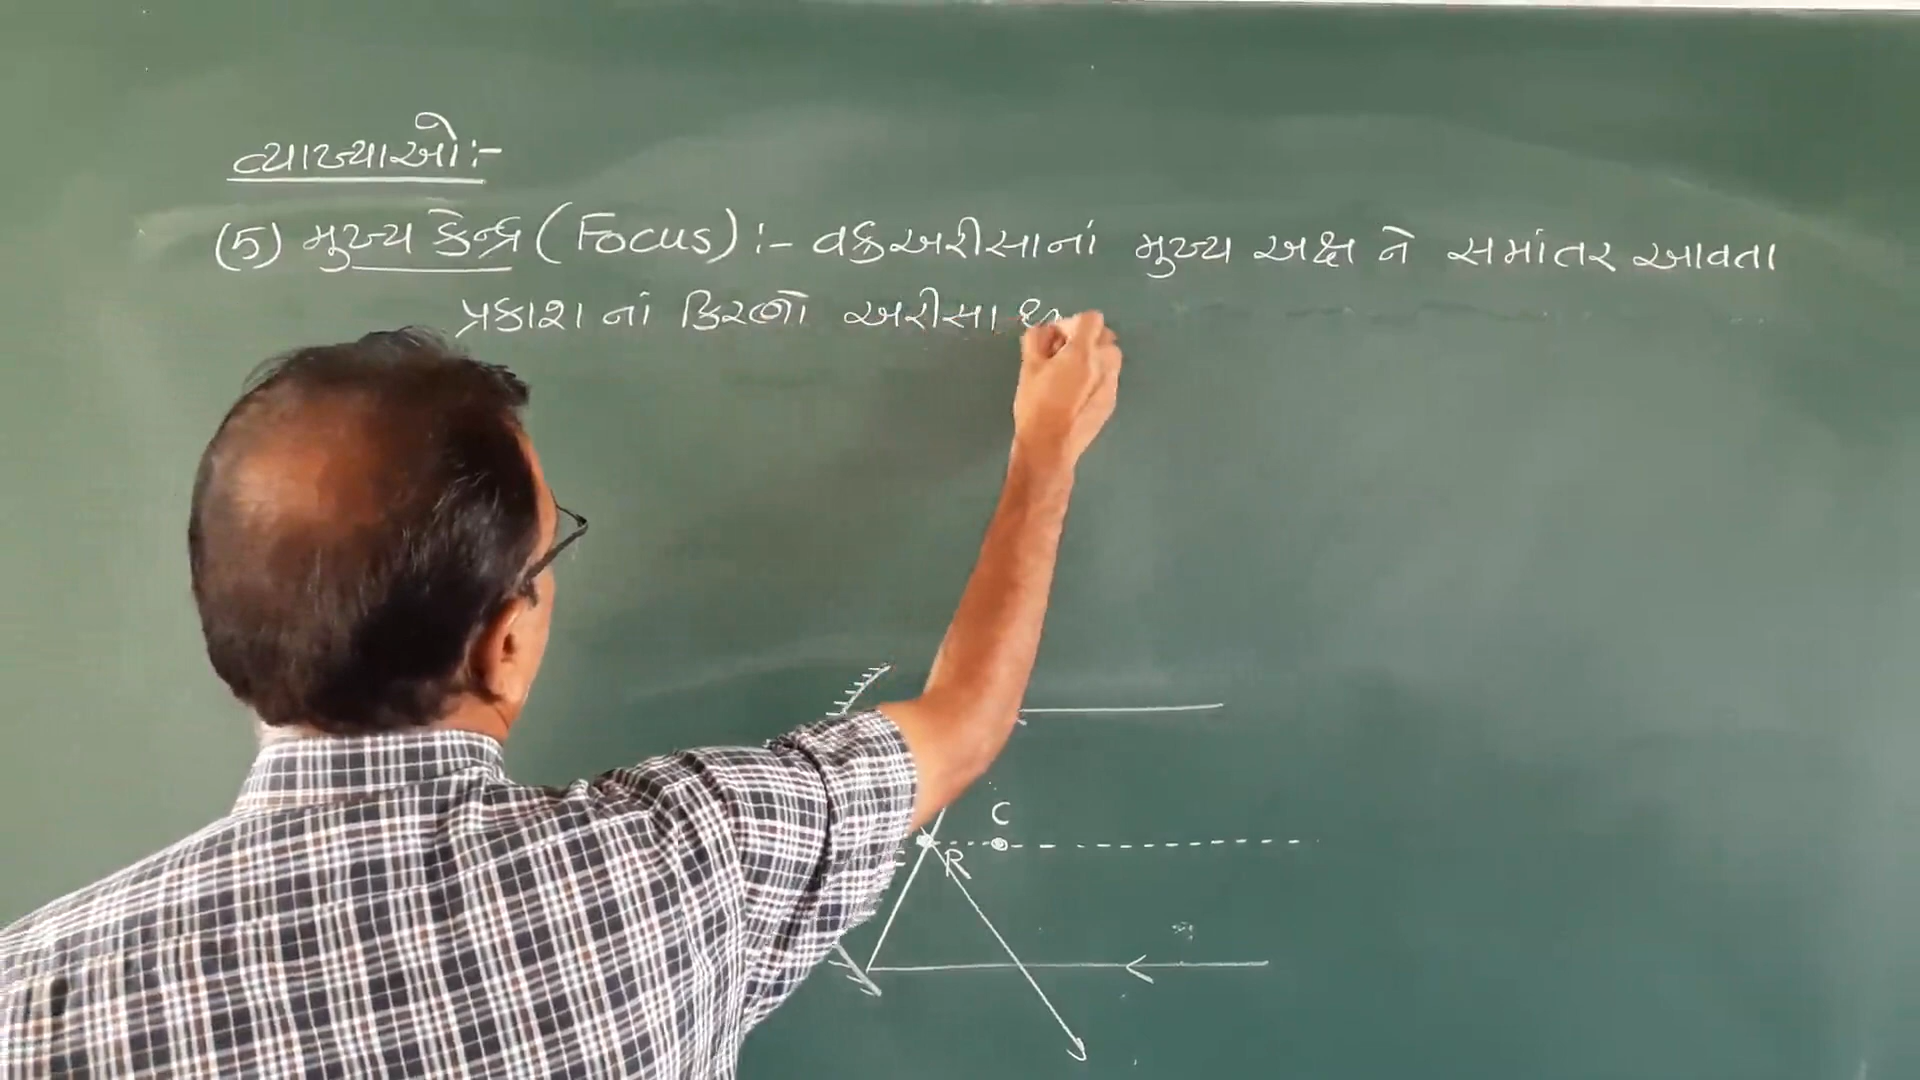 વ્યાખ્યાઓ:-
(5) મુખ્ય કેન્દ્ર (Focus) :- વક્રઅરીસાનાં મુખ્ય અક્ષ ને સમાંતર આવતા
પ્રકાશ નાં કિરણો અરીસા
C
R